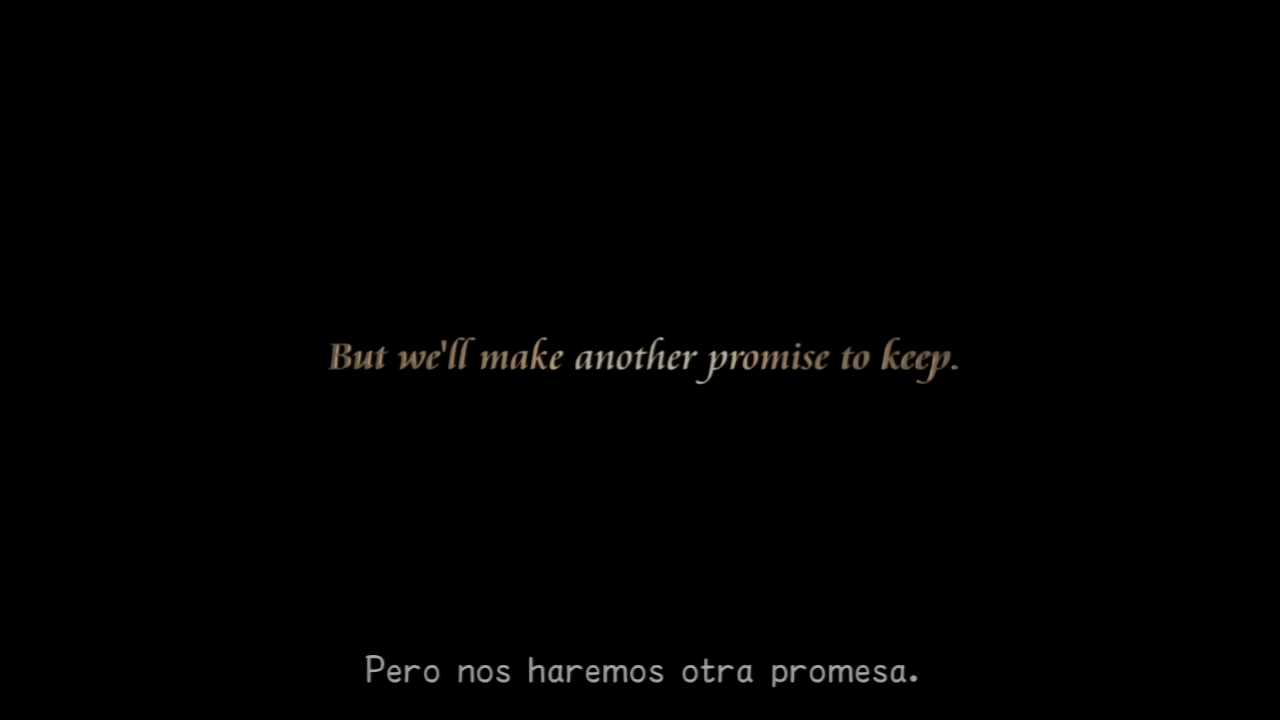 But we'll make another promise to keep.
Pero nos haremos otra promesa.